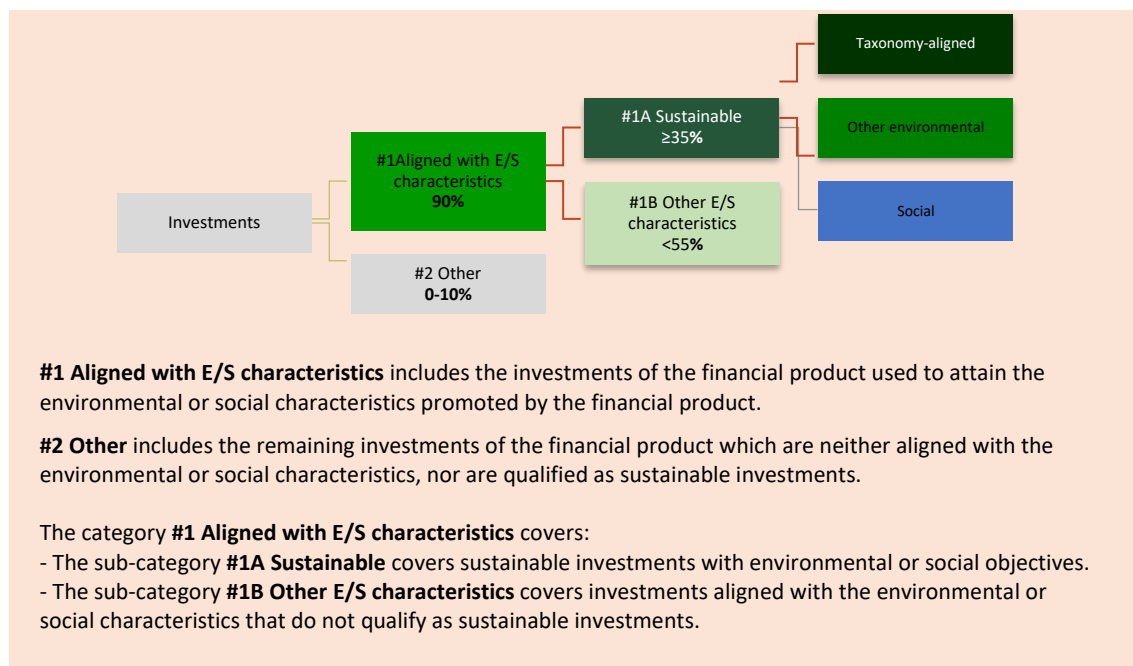 Taxonomy-aligned
#1A Sustainable
≥35%
Other environmental
#1Aligned with E/S
characteristics
90%
#1B Other E/S
characteristics
<55%
Social
Investments
#2 Other
0-10%
#1 Aligned with E/S characteristics includes the investments of the financial product used to attain the
environmental or social characteristics promoted by the financial product.
#2 Other includes the remaining investments of the financial product which are neither aligned with the
environmental or social characteristics, nor are qualified as sustainable investments.
The category #1 Aligned with E/S characteristics covers:
- The sub-category #1A Sustainable covers sustainable investments with environmental or social objectives.
- The sub-category #1B Other E/S characteristics covers investments aligned with the environmental or
social characteristics that do not qualify as sustainable investments.